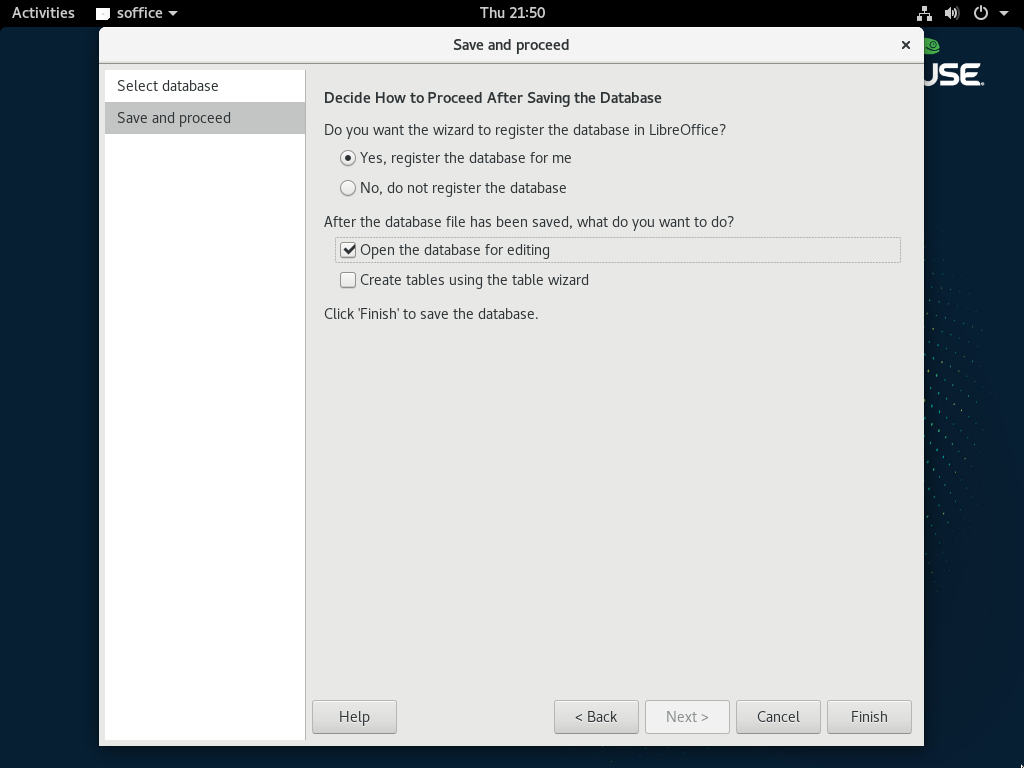 Activities soffice Thu 21:50
Save and proceed
USE.
Select database
Save and proceed
Decide How to Proceed After Saving the Database
Do you want the wizard to register the database in LibreOffice?
Yes, register the database for me
No, do not register the database
After the database file has been saved, what do you want to do?
Open the database for editing
Create tables using the table wizard
Click 'Finish' to save the database.
Help < Back Next > Cancel Finish